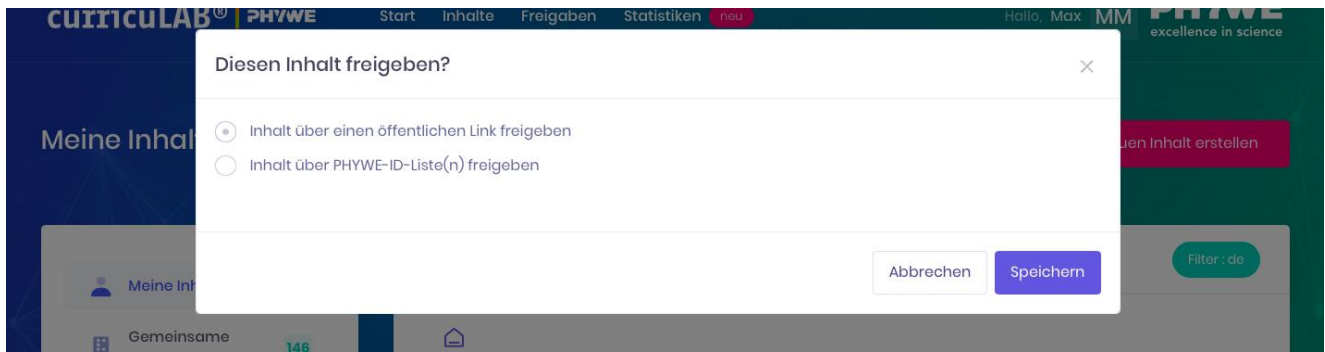 curricuLAB® PHYWE Start Inhalte Freigaben Statistiken neu Hallo, Max MM PHYWE
excellence in science
Diesen Inhalt freigeben?
Meine Inhal
Inhalt über einen öffentlichen Link freigeben
uen Inhalt erstellen
Inhalt über PHYWE-ID-Liste(n) freigeben
Abbrechen Speichern
Filter : de
Meine Inh
Gemeinsame
146